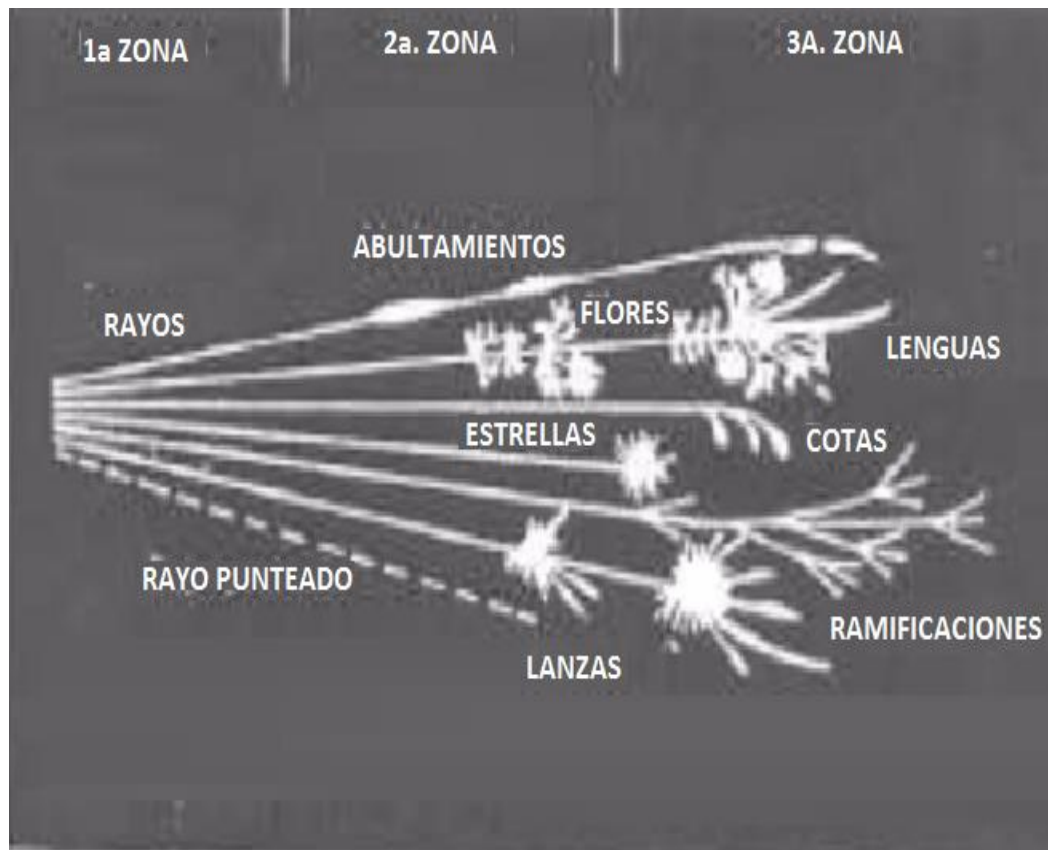 1a ZONA
2a. ZONA
3A. ZONA
ABULTAMIENTOS
RAYOS
FLORES
LENGUAS
ESTRELLAS
COTAS
RAYO PUNTEADO
RAMIFICACIONES
LANZAS